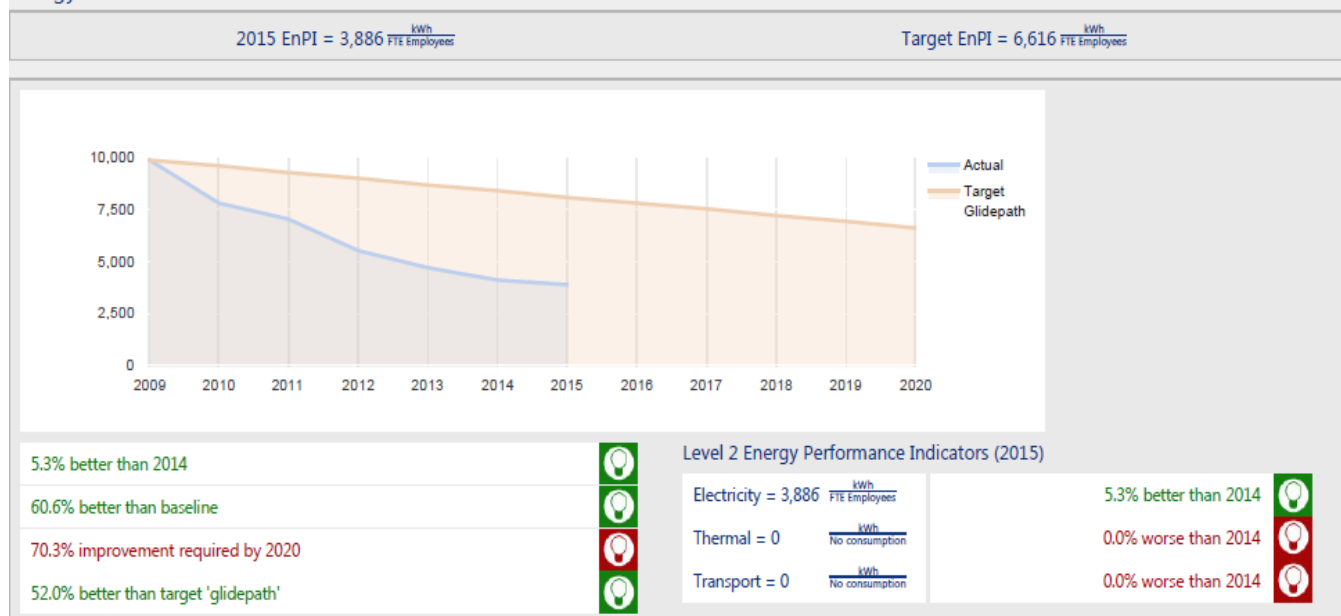 2015 EnPI = 3,886 kWh / FTE Employees
Target EnPI = 6,616 kWh / FTE Employees
10,000
7,500
5,000
2,500
0
2009 2010 2011 2012 2013 2014 2015 2016 2017 2018 2019 2020
Actual
Target
Glidepath
5.3% better than 2014
60.6% better than baseline
70.3% improvement required by 2020
52.0% better than target 'glidepath'
Level 2 Energy Performance Indicators (2015)
Electricity = 3,886 kWh / FTE Employees 5.3% better than 2014
Thermal = 0 kWh / No consumption 0.0% worse than 2014
Transport = 0 kWh / No consumption 0.0% worse than 2014